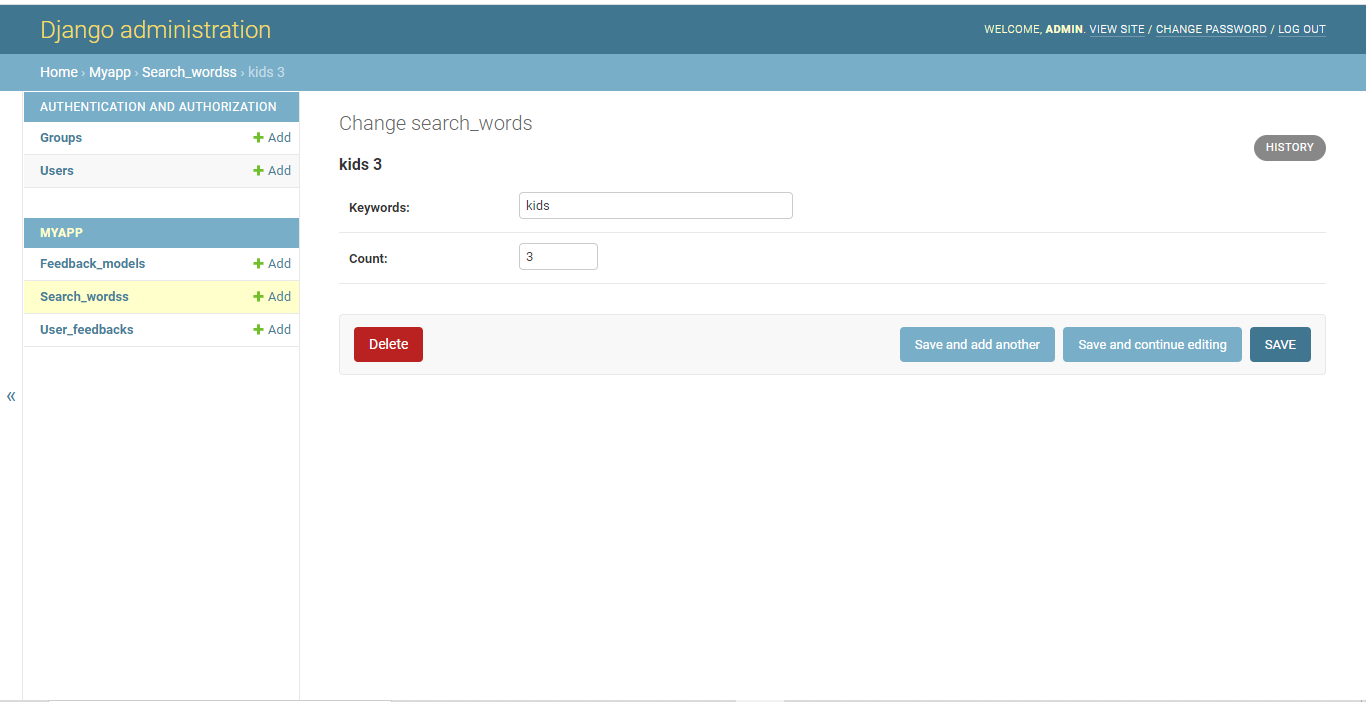 Django administration
WELCOME, ADMIN. VIEW SITE / CHANGE PASSWORD / LOG OUT
Home › Myapp › Search_wordss › kids 3
AUTHENTICATION AND AUTHORIZATION
Groups + Add
Users + Add
MYAPP
Feedback_models + Add
Search_wordss + Add
User_feedbacks + Add
«
Change search_words
HISTORY
kids 3
Keywords: kids
Count: 3
Delete
Save and add another
Save and continue editing
SAVE